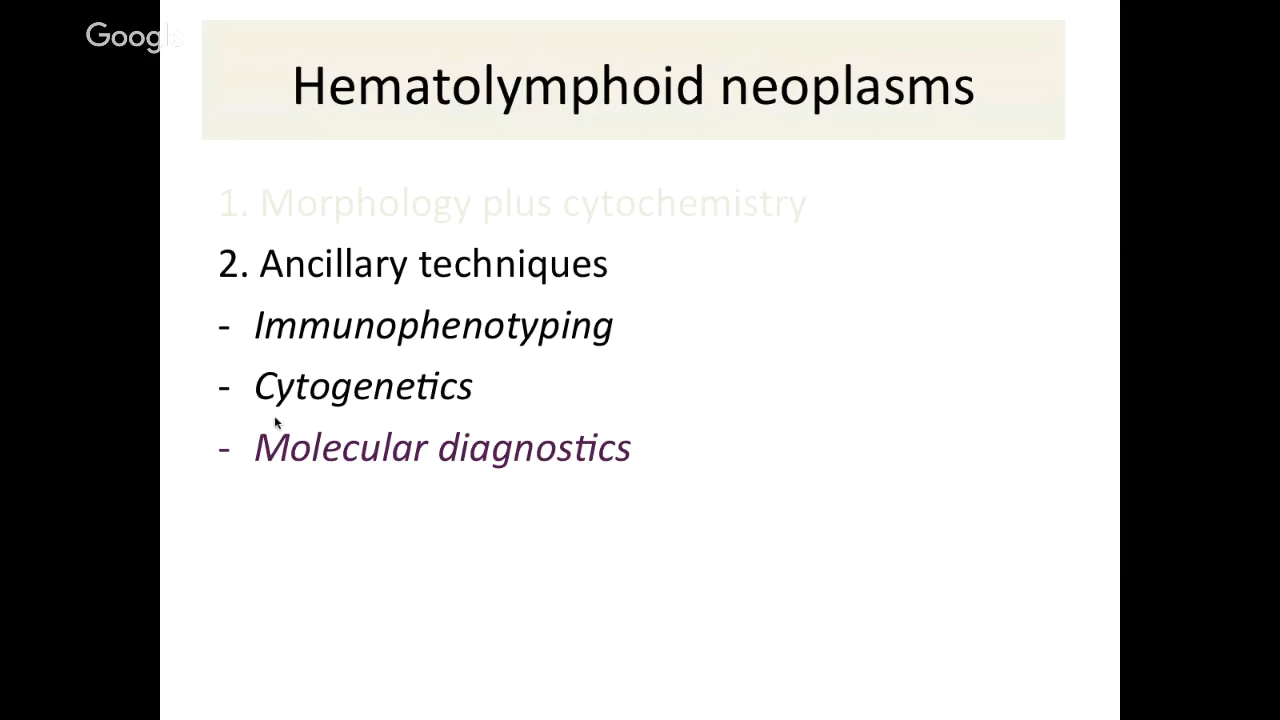 Google
Hematolymphoid neoplasms
1. Morphology plus cytochemistry
2. Ancillary techniques
- Immunophenotyping
- Cytogenetics
- Molecular diagnostics